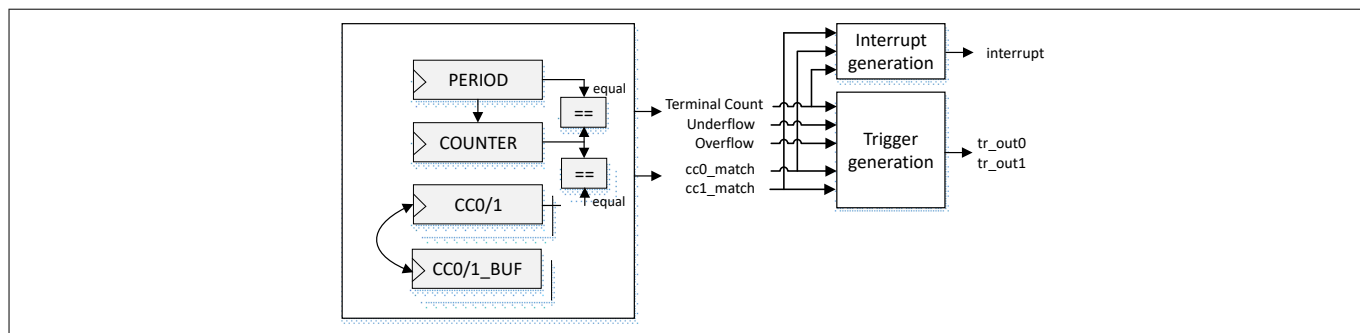 PERIOD
equal
==
COUNTER
==
equal
CC0/1
CC0/1_BUF
Terminal Count
Underflow
Overflow
cc0_match
cc1_match
Interrupt
generation
interrupt
Trigger
generation
tr_out0
tr_out1